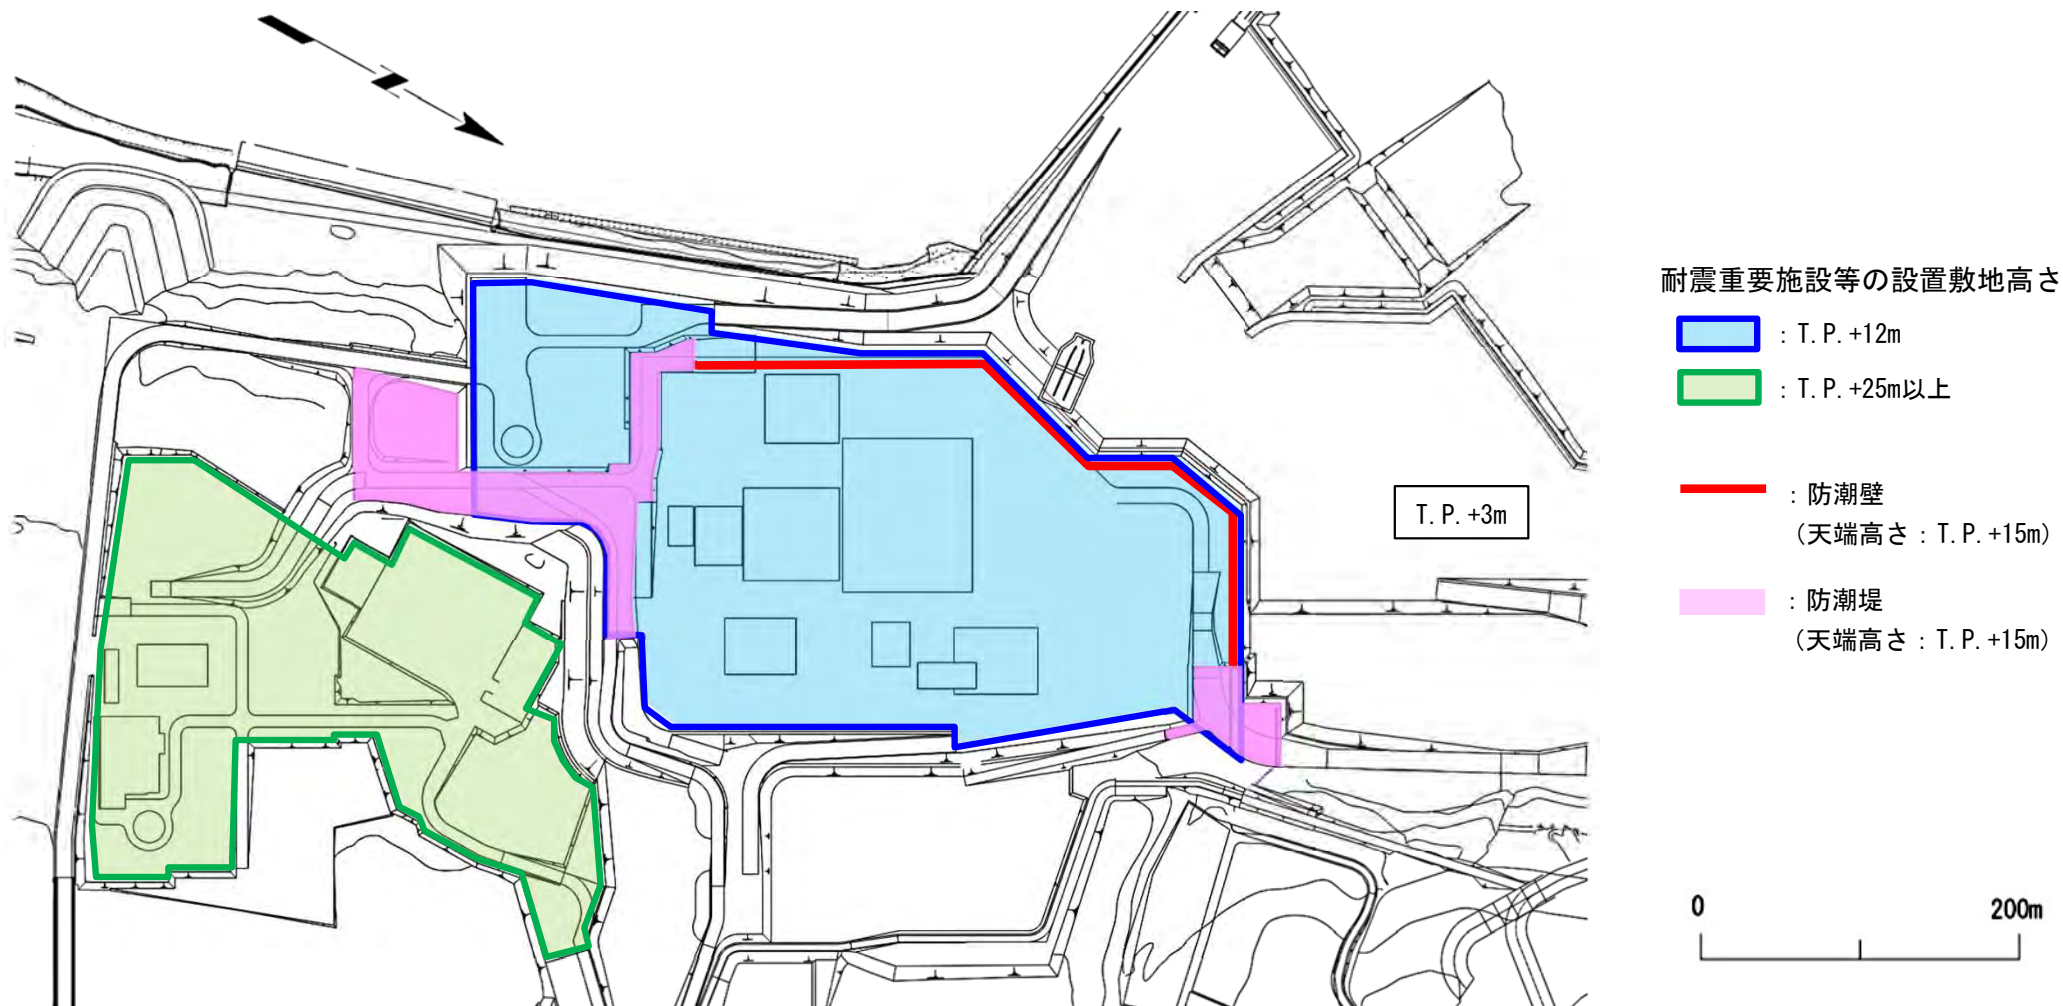 耐震重要施設等の設置敷地高さ
：T.P.+12m
：T.P.+25m以上
：防潮壁
（天端高さ：T.P.+15m）
：防潮堤
（天端高さ：T.P.+15m）
T.P.+3m
0 200m